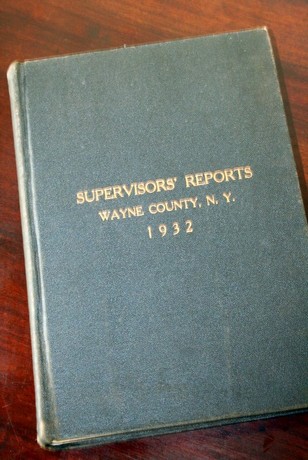 SUPERVISORS' REPORTS
WAYNE COUNTY, N. Y.
1932